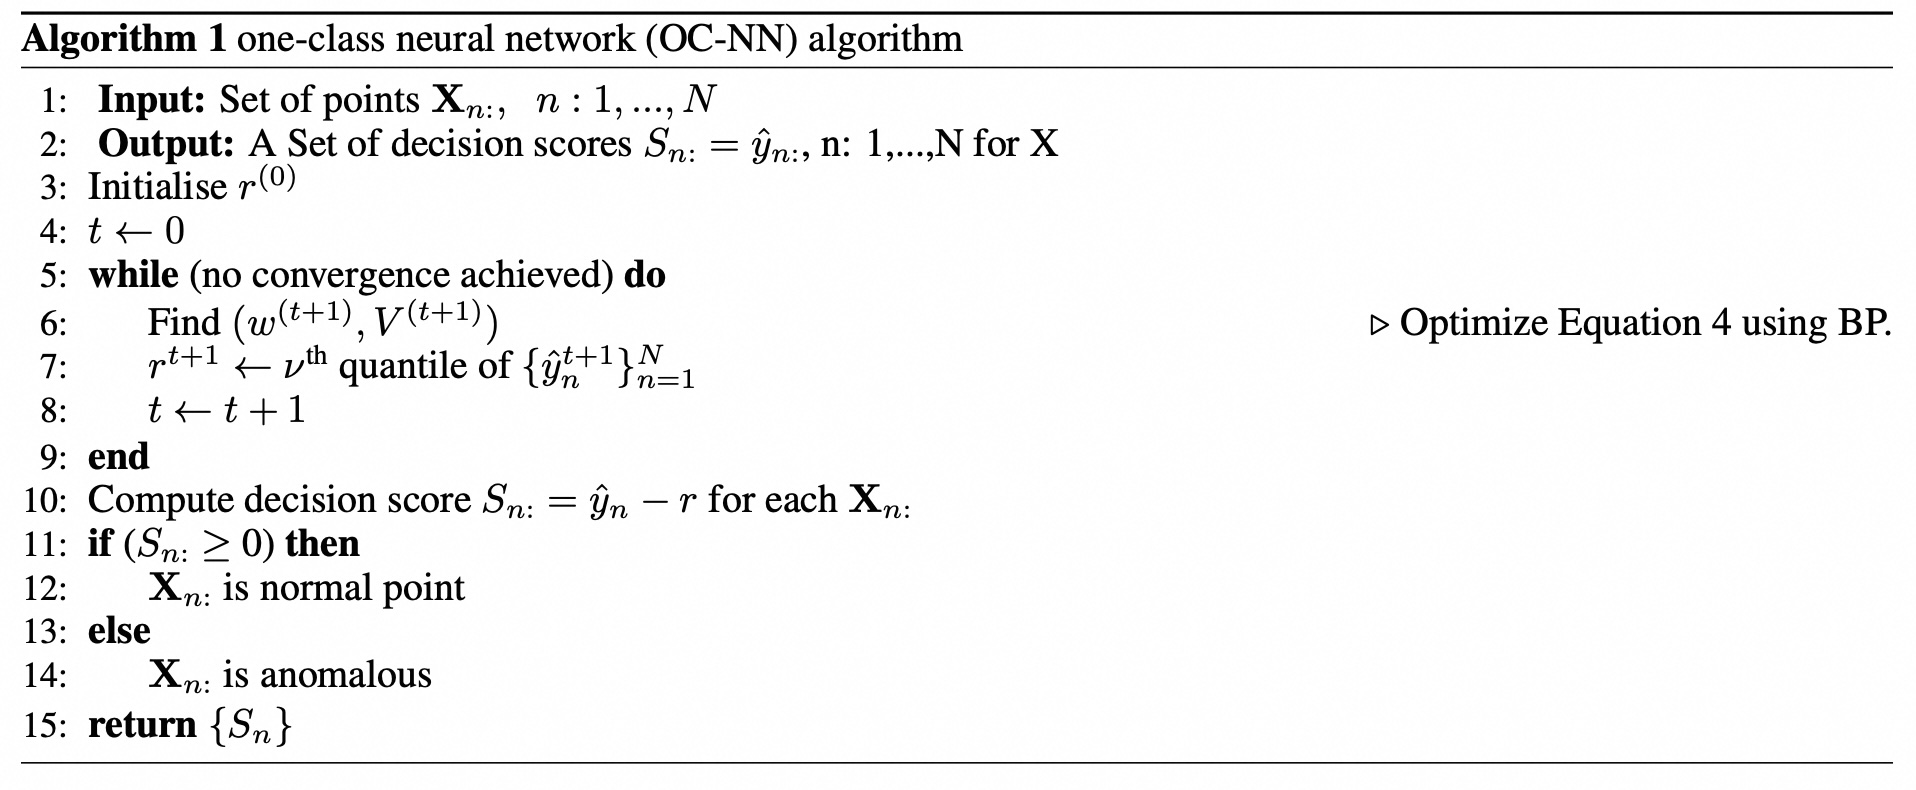 Algorithm 1 one-class neural network (OC-NN) algorithm
1: Input: Set of points $\mathbf{X}_{n:}$, $n : 1, ..., N$
2: Output: A Set of decision scores $S_{n:} = \hat{y}_{n:}$, n: 1,...,N for X
3: Initialise $r^{(0)}$
4: $t \leftarrow 0$
5: while (no convergence achieved) do
6: Find $(w^{(t+1)}, V^{(t+1)})$ ▷ Optimize Equation 4 using BP.
7: $r^{t+1} \leftarrow \nu^{\text{th}}$ quantile of $\{\hat{y}_n^{t+1}\}_{n=1}^{N}$
8: $t \leftarrow t + 1$
9: end
10: Compute decision score $S_{n:} = \hat{y}_n - r$ for each $\mathbf{X}_{n:}$
11: if ($S_{n:} \geq 0$) then
12: $\mathbf{X}_{n:}$ is normal point
13: else
14: $\mathbf{X}_{n:}$ is anomalous
15: return $\{S_n\}$